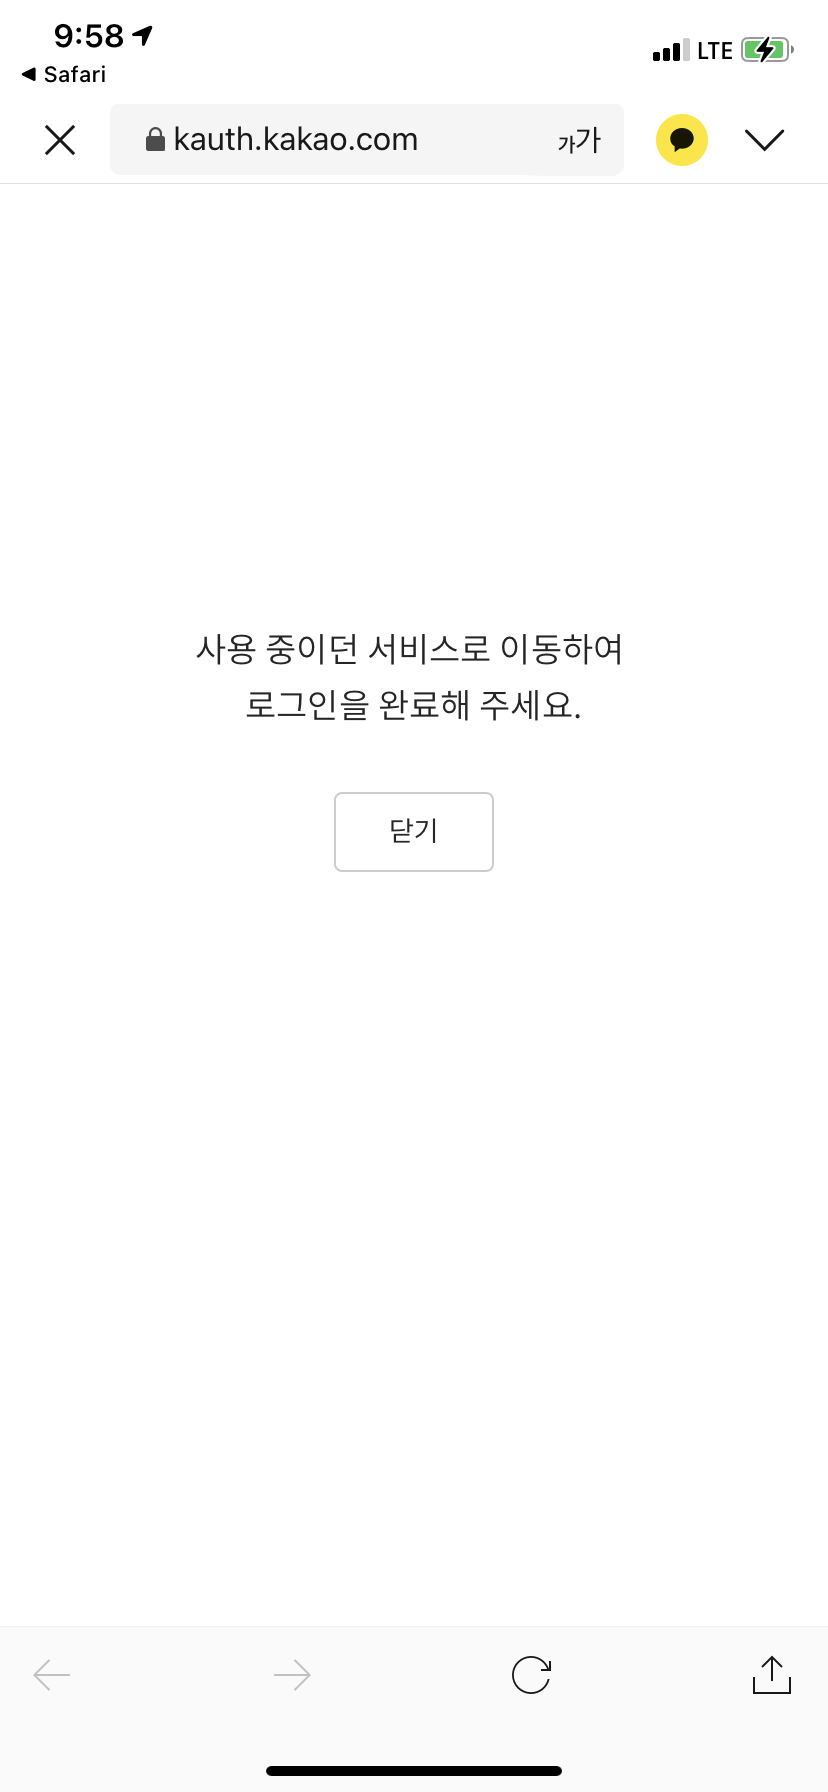 9:58
LTE
◀ Safari
kauth.kakao.com
가가
사용 중이던 서비스로 이동하여
로그인을 완료해 주세요.
닫기